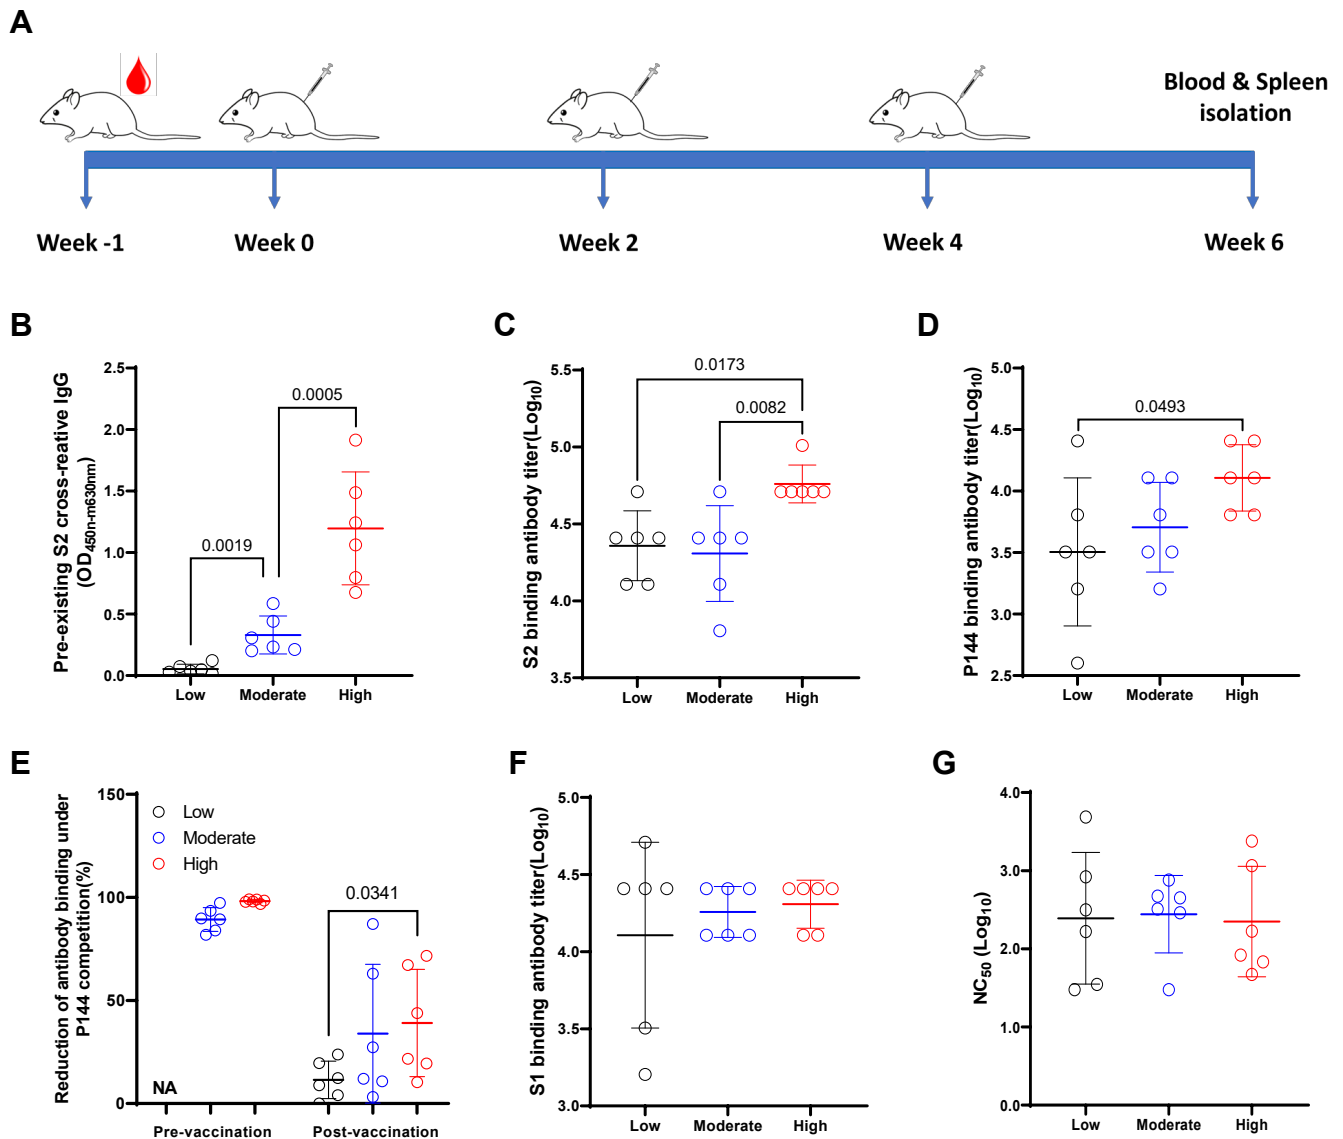 A
Blood & Spleen
isolation
Week -1
Week 0
Week 2
Week 4
Week 6
B
Pre-existing S2 cross-reative IgG
(OD450n-m630nm)
2.5
2.0
1.5
1.0
0.5
0.0
0.0019
0.0005
Low
Moderate
High
C
S2 binding antibody titer(Log10)
5.5
5.0
4.5
4.0
3.5
0.0173
0.0082
Low
Moderate
High
D
P144 binding antibody titer(Log10)
5.0
4.5
4.0
3.5
3.0
2.5
0.0493
Low
Moderate
High
E
Reduction of antibody binding under
P144 competition(%)
150
100
50
0
Low
Moderate
High
0.0341
NA
Pre-vaccination
Post-vaccination
F
S1 binding antibody titer(Log10)
5.0
4.5
4.0
3.5
3.0
Low
Moderate
High
G
NC50 (Log10)
4.0
3.0
2.0
1.0
0.0
Low
Moderate
High